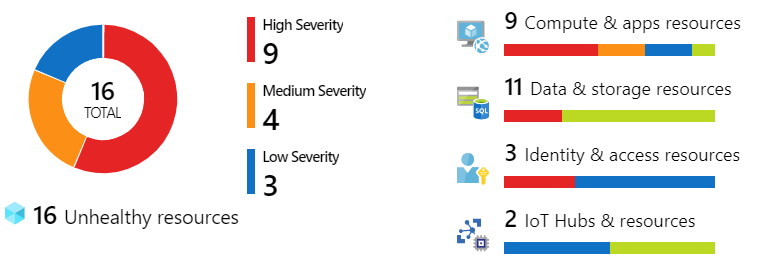 16
TOTAL
High Severity
9
Medium Severity
4
Low Severity
3
16 Unhealthy resources
9 Compute & apps resources
11 Data & storage resources
SQL
3 Identity & access resources
2 IoT Hubs & resources